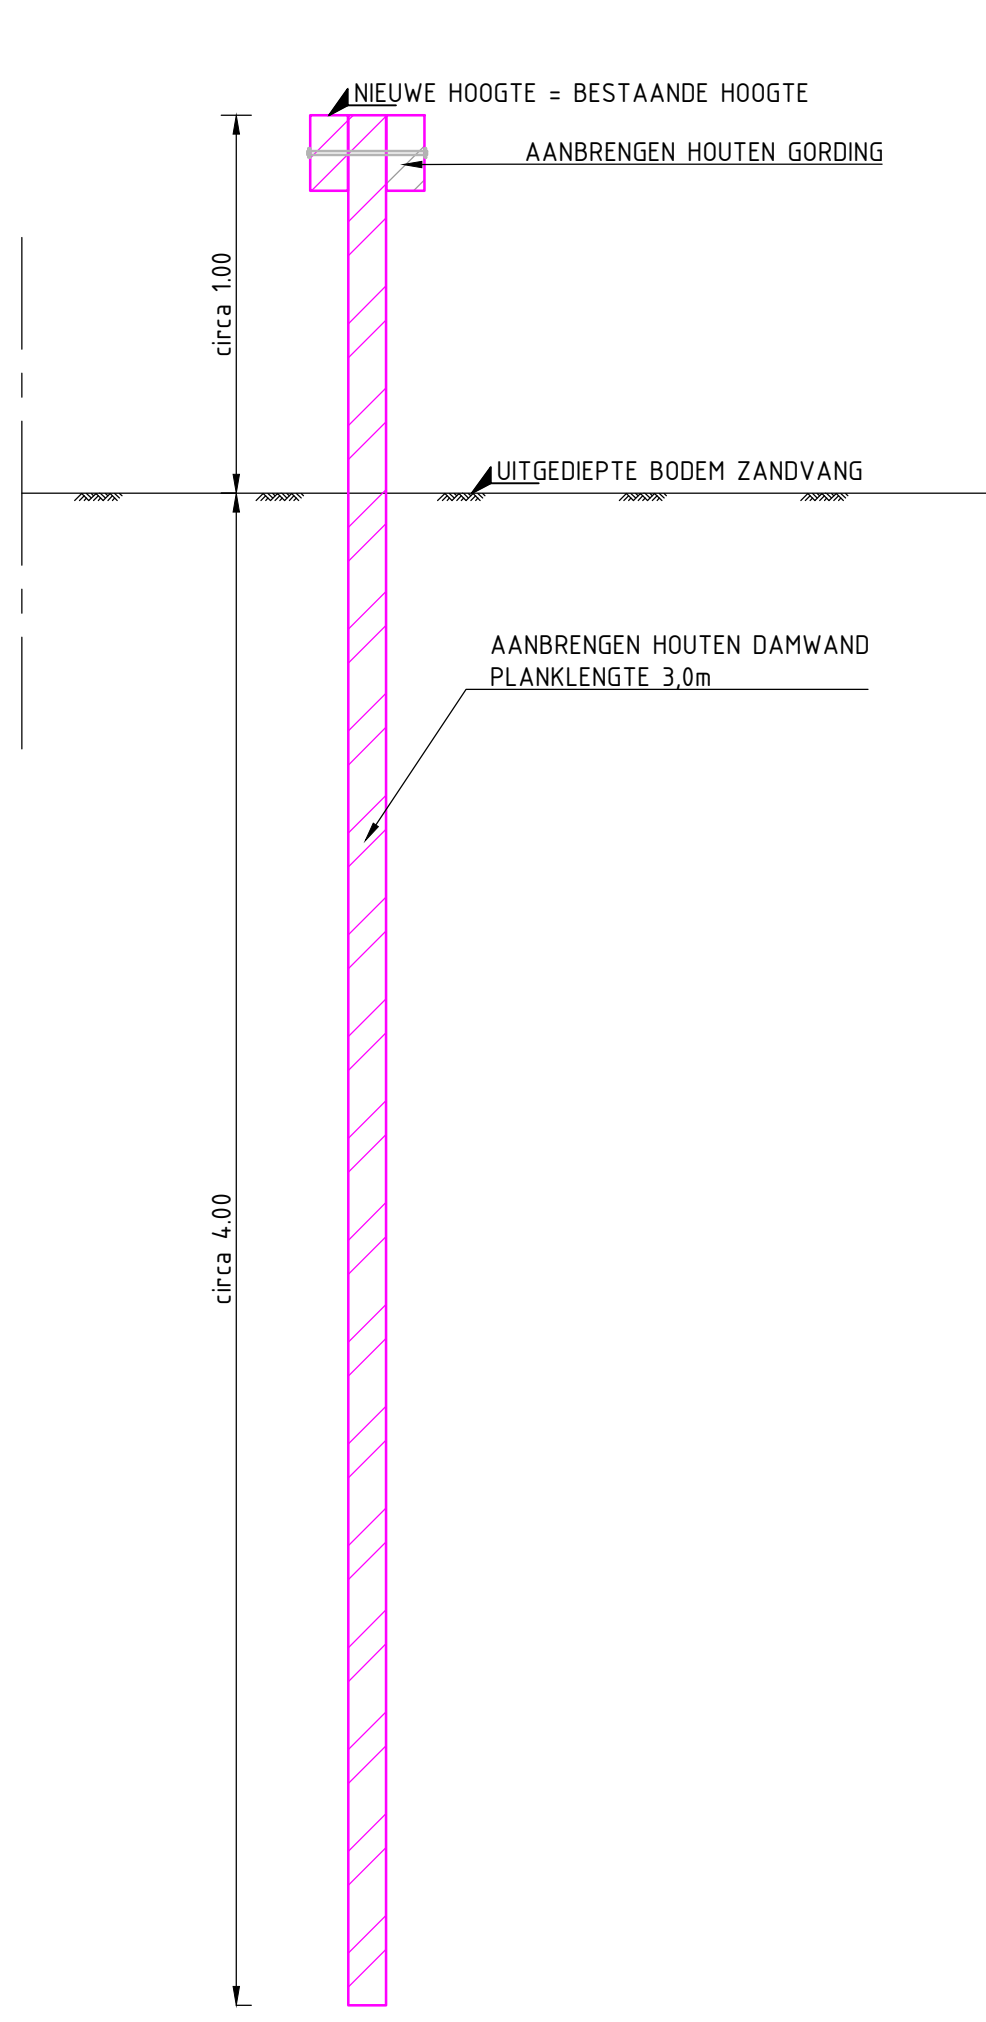 NIEUWE HOOGTE = BESTAANDE HOOGTE
AANBRENGEN HOUTEN GORDING
circa 1.00
UITGEDIEPTE BODEM ZANDVANG
AANBRENGEN HOUTEN DAMWAND
PLANKLENGTE 3,0m
circa 4.00